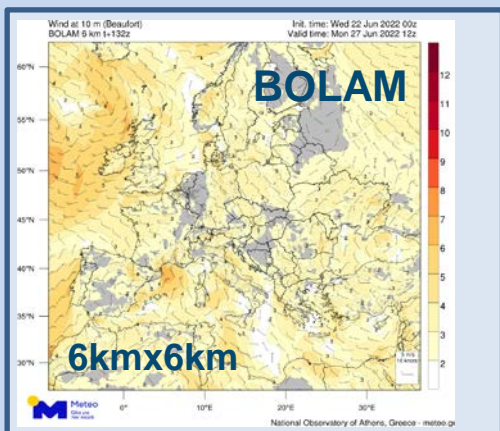 Wind at 10 m (Beaufort)
Init. time: Wed 22 Jun 2022 00z
BOLAM 6 km t+132z
Valid time: Mon 27 Jun 2022 12z
BOLAM
60°N
55°N
50°N
45°N
40°N
35°N
30°N
12
11
10
9
8
7
6
5
4
3
2
6kmx6km
0°
10°E
20°E
30°E
Meteo
National Observatory of Athens, Greece - meteo.gr